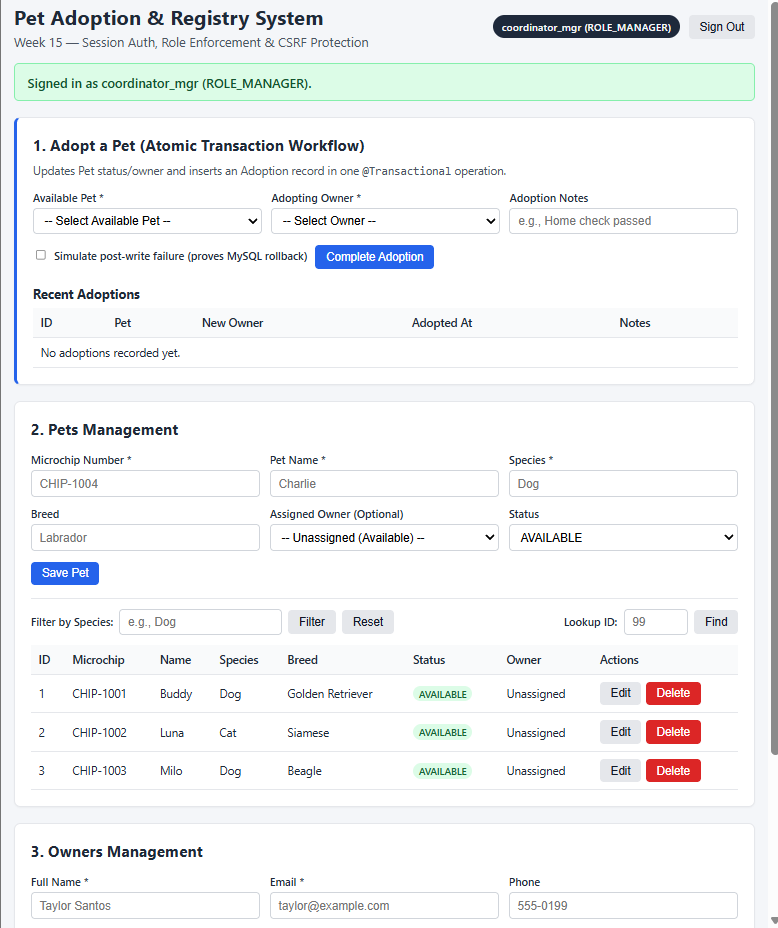 Pet Adoption & Registry System
coordinator_mgr (ROLE_MANAGER) Sign Out
Week 15 — Session Auth, Role Enforcement & CSRF Protection
Signed in as coordinator_mgr (ROLE_MANAGER).
1. Adopt a Pet (Atomic Transaction Workflow)
Updates Pet status/owner and inserts an Adoption record in one @Transactional operation.
Available Pet * Adopting Owner * Adoption Notes
-- Select Available Pet -- -- Select Owner -- e.g., Home check passed
Simulate post-write failure (proves MySQL rollback) Complete Adoption
Recent Adoptions
ID Pet New Owner Adopted At Notes
No adoptions recorded yet.
2. Pets Management
Microchip Number * Pet Name * Species *
CHIP-1004 Charlie Dog
Breed Assigned Owner (Optional) Status
Labrador -- Unassigned (Available) -- AVAILABLE
Save Pet
Filter by Species: e.g., Dog Filter Reset Lookup ID: 99 Find
ID Microchip Name Species Breed Status Owner Actions
1 CHIP-1001 Buddy Dog Golden Retriever AVAILABLE Unassigned Edit Delete
2 CHIP-1002 Luna Cat Siamese AVAILABLE Unassigned Edit Delete
3 CHIP-1003 Milo Dog Beagle AVAILABLE Unassigned Edit Delete
3. Owners Management
Full Name * Email * Phone
Taylor Santos taylor@example.com 555-0199